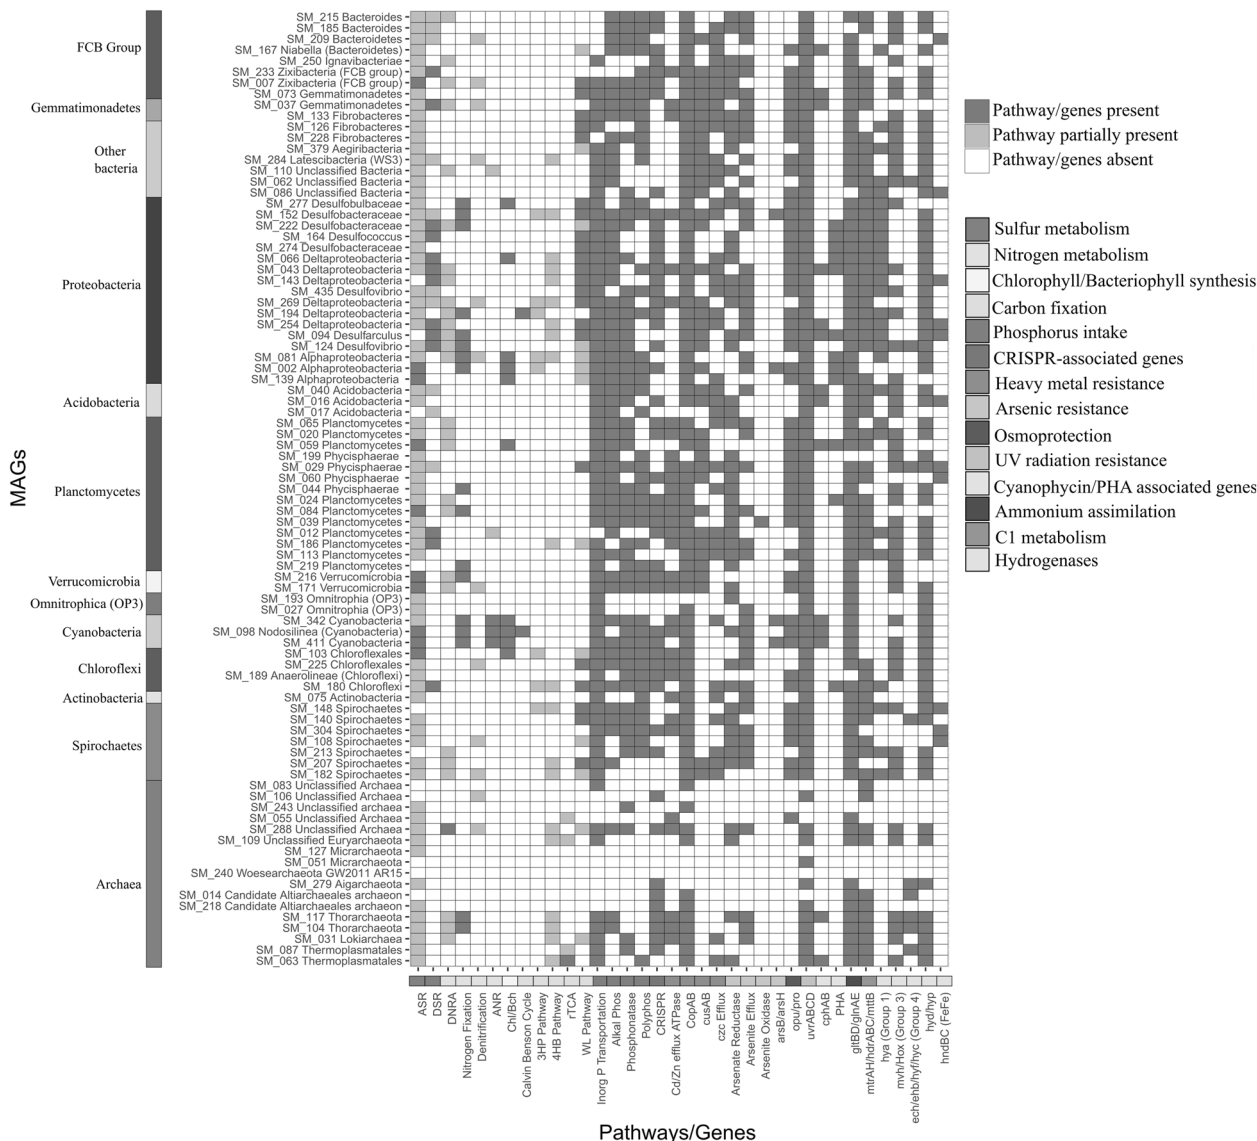 FCB Group
Gemmatimonadetes
Other
bacteria
Proteobacteria
Acidobacteria
Planctomycetes
Verrucomicrobia
Omnitrophica (OP3)
Cyanobacteria
Chloroflexi
Actinobacteria
Spirochaetes
Archaea
MAGs
SM_215 Bacteroides
SM_185 Bacteroides
SM_209 Bacteroides
SM_167 Niabella (Bacteroidetes)
SM_250 Ignavibacteriae
SM_233 Zixibacteria (FCB group)
SM_007 Zixibacteria (FCB group)
SM_073 Gemmatimonadetes
SM_037 Gemmatimonadetes
SM_133 Fibrobacteres
SM_126 Fibrobacteres
SM_228 Fibrobacteres
SM_379 Aegiribacteria
SM_284 Latescibacteria (WS3)
SM_110 Unclassified Bacteria
SM_062 Unclassified Bacteria
SM_086 Unclassified Bacteria
SM_277 Desulfobulbaceae
SM_152 Desulfobacteraceae
SM_222 Desulfobacteraceae
SM_164 Desulfococcus
SM_274 Desulfobacteraceae
SM_066 Deltaproteobacteria
SM_043 Deltaproteobacteria
SM_143 Deltaproteobacteria
SM_435 Desulfovibrio
SM_269 Deltaproteobacteria
SM_194 Deltaproteobacteria
SM_254 Deltaproteobacteria
SM_094 Desulfarculus
SM_124 Desulfovibrio
SM_081 Alphaproteobacteria
SM_002 Alphaproteobacteria
SM_139 Alphaproteobacteria
SM_040 Acidobacteria
SM_016 Acidobacteria
SM_017 Acidobacteria
SM_065 Planctomycetes
SM_020 Planctomycetes
SM_059 Planctomycetes
SM_199 Phycisphaerae
SM_029 Phycisphaerae
SM_060 Phycisphaerae
SM_044 Phycisphaerae
SM_024 Planctomycetes
SM_084 Planctomycetes
SM_039 Planctomycetes
SM_012 Planctomycetes
SM_186 Planctomycetes
SM_113 Planctomycetes
SM_219 Planctomycetes
SM_216 Verrucomicrobia
SM_171 Verrucomicrobia
SM_193 Omnitrophia (OP3)
SM_027 Omnitrophia (OP3)
SM_342 Cyanobacteria
SM_098 Nodosilinea (Cyanobacteria)
SM_411 Cyanobacteria
SM_103 Chloroflexales
SM_225 Chloroflexales
SM_189 Anaerolineae (Chloroflexi)
SM_180 Chloroflexi
SM_075 Actinobacteria
SM_148 Spirochaetes
SM_140 Spirochaetes
SM_304 Spirochaetes
SM_108 Spirochaetes
SM_213 Spirochaetes
SM_207 Spirochaetes
SM_182 Spirochaetes
SM_083 Unclassified Archaea
SM_106 Unclassified Archaea
SM_243 Unclassified archaea
SM_055 Unclassified Archaea
SM_288 Unclassified Archaea
SM_109 Unclassified Euryarchaeota
SM_127 Micrarchaeota
SM_051 Micrarchaeota
SM_240 Woesearchaeota GW2011 AR15
SM_279 Aigarchaeota
SM_014 Candidate Altiarchaeales archaeon
SM_218 Candidate Altiarchaeales archaeon
SM_117 Thorarchaeota
SM_104 Thorarchaeota
SM_031 Lokiarchaea
SM_087 Thermoplasmatales
SM_063 Thermoplasmatales
ASR
DSR
DNRA
Nitrogen Fixation
Denitrification
ANR
Chl/Bch
Calvin Benson Cycle
3HP Pathway
4HB Pathway
rTCA
WL Pathway
Inorg P Transportation
Alkal Phos
Phosphonatase
Polyphos
CRISPR
Cd/Zn efflux ATPase
CopAB
cusAB
czc Efflux
Arsenate Reductase
Arsenite Efflux
Arsenite Oxidase
arsB/arsH
opu/pro
uvrABCD
cphAB
PHA
gltBD/glnAE
mtrAH/hdrABC/mttB
hya (Group 1)
mvh/Hox (Group 3)
ech/ehb/hyf/hyc (Group 4)
hyd/hyp
hndBC (FeFe)
Pathways/Genes
Pathway/genes present
Pathway partially present
Pathway/genes absent
Sulfur metabolism
Nitrogen metabolism
Chlorophyll/Bacteriophyll synthesis
Carbon fixation
Phosphorus intake
CRISPR-associated genes
Heavy metal resistance
Arsenic resistance
Osmoprotection
UV radiation resistance
Cyanophycin/PHA associated genes
Ammonium assimilation
C1 metabolism
Hydrogenases